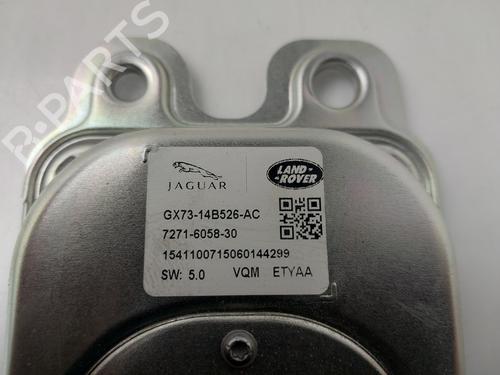 B-PARTS
JAGUAR
LAND
ROVER
GX73-14B526-AC
7271-6058-30
1541100715060144299
SW: 5.0 VQM ETYAA